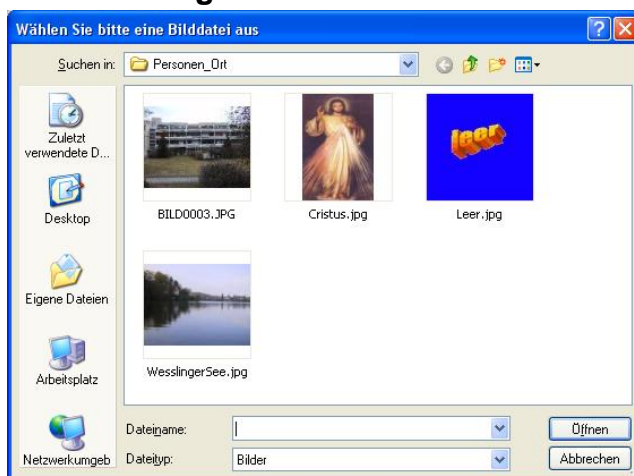 Wählen Sie bitte eine Bilddatei aus
Suchen in:
Personen_Ort
Zuletzt
verwendete D...
Desktop
Eigene Dateien
Arbeitsplatz
Netzwerkumgeb
BILD0003.JPG
Cristus.jpg
leer
Leer.jpg
WesslingerSee.jpg
Dateiname:
Öffnen
Dateityp:
Bilder
Abbrechen